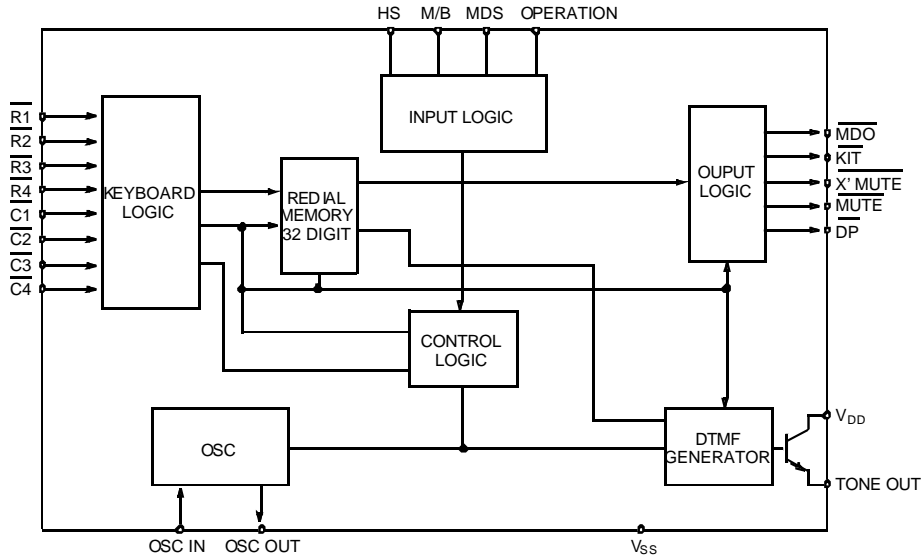 HS M/B MDS OPERATION
R1
R2
R3
R4
C1
C2
C3
C4
KEYBOARD
LOGIC
REDIAL
MEMORY
32 DIGIT
INPUT LOGIC
OUPUT
LOGIC
MDO
KIT
X' MUTE
MUTE
DP
CONTROL
LOGIC
OSC
DTMF
GENERATOR
VDD
TONE OUT
OSC IN OSC OUT VSS